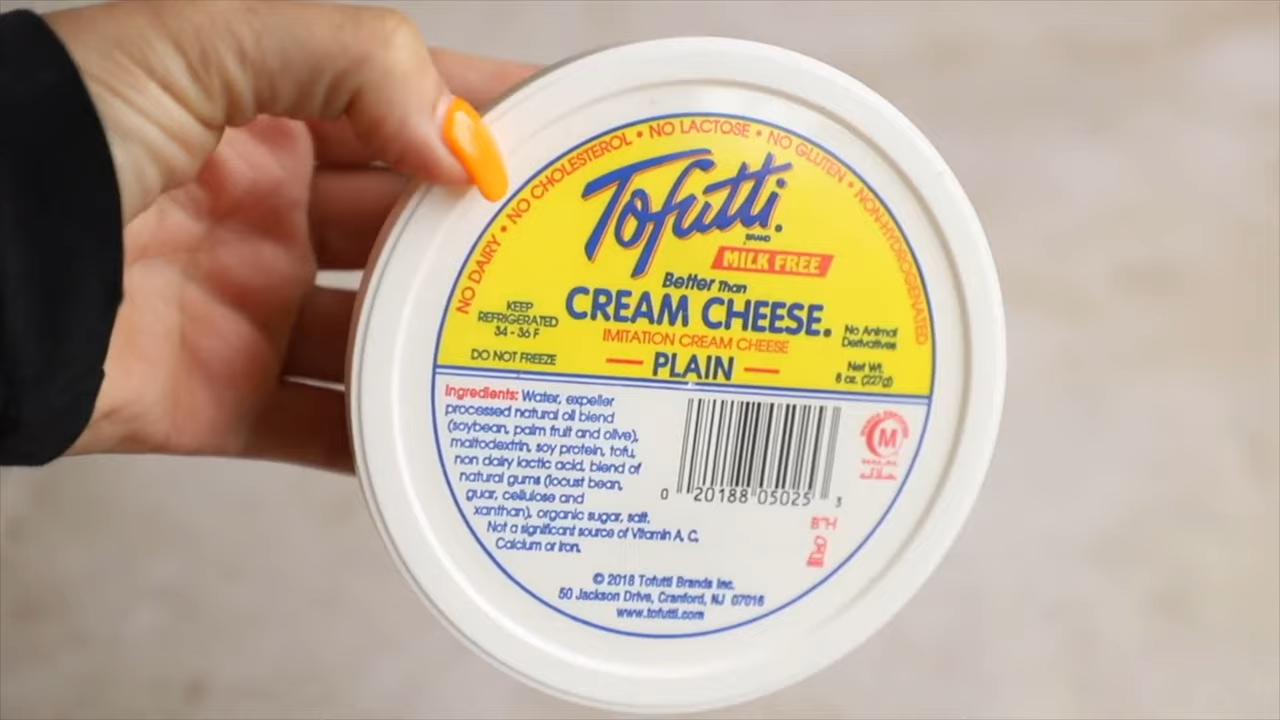 NO DAIRY • NO CHOLESTEROL • NO LACTOSE • NO GLUTEN • NON-HYDROGENATED
Tofutti.
BRAND
MILK FREE
Better Than
CREAM CHEESE.
IMITATION CREAM CHEESE
PLAIN
KEEP
REFRIGERATED
34 - 36 F
DO NOT FREEZE
No Animal
Derivatives
Net Wt.
8 oz. (227g)
Ingredients: Water, expeller
processed natural oil blend
(soybean, palm fruit and olive),
maltodextrin, soy protein, tofu,
non dairy lactic acid, blend of
natural gums (locust bean,
guar, cellulose and
xanthan), organic sugar, salt.
Not a significant source of Vitamin A, C,
Calcium or Iron.
0 20188 05025 3
M
HALAL
حلال
© 2018 Tofutti Brands Inc.
50 Jackson Drive, Cranford, NJ 07016
www.tofutti.com